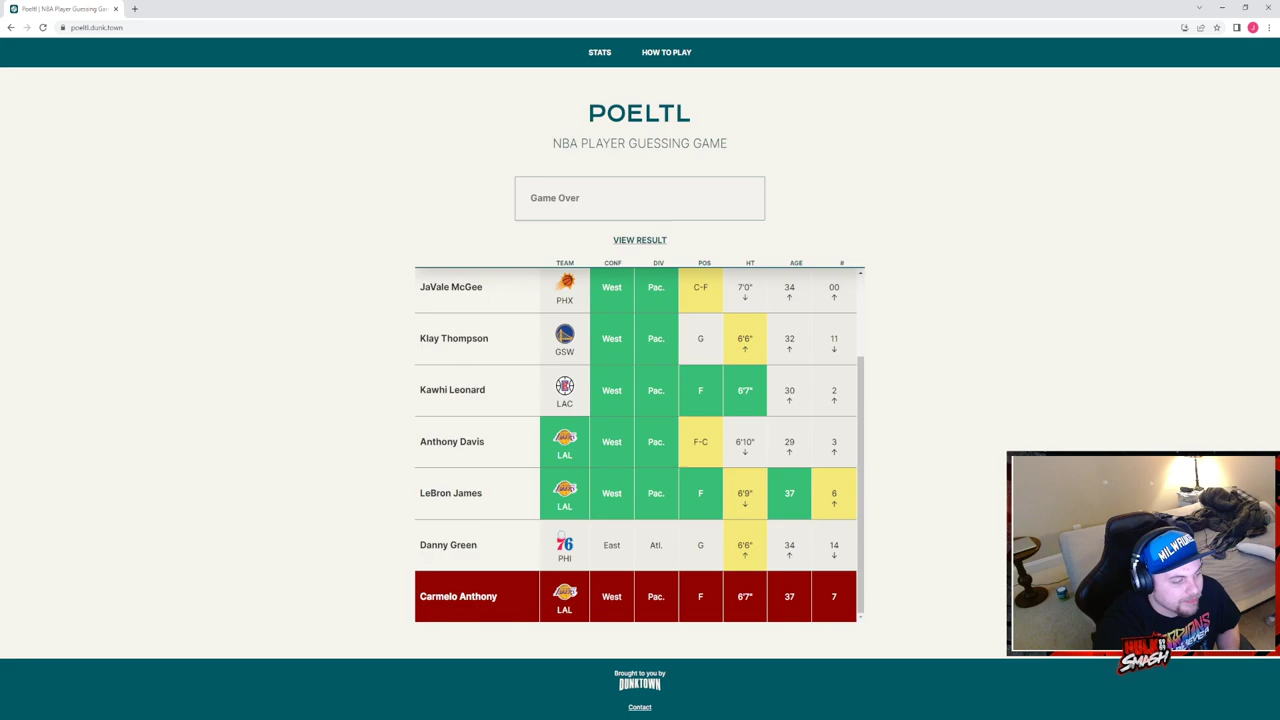 Poeltl | NBA Player Guessing Game
poeltl.dunk.town
STATS HOW TO PLAY
POELTL
NBA PLAYER GUESSING GAME
Game Over
VIEW RESULT
TEAM CONF DIV POS HT AGE #
JaVale McGee PHX West Pac. C-F 7'0" ↓ 34 ↑ 00 ↑
Klay Thompson GSW West Pac. G 6'6" ↑ 32 ↑ 11 ↓
Kawhi Leonard LAC West Pac. F 6'7" 30 ↑ 2 ↑
Anthony Davis LAL West Pac. F-C 6'10" ↓ 29 ↑ 3 ↑
LeBron James LAL West Pac. F 6'9" ↓ 37 6 ↑
Danny Green PHI East Atl. G 6'6" ↑ 34 ↑ 14 ↓
Carmelo Anthony LAL West Pac. F 6'7" 37 7
Brought to you by
DUNKTOWN
Contact
SMASH